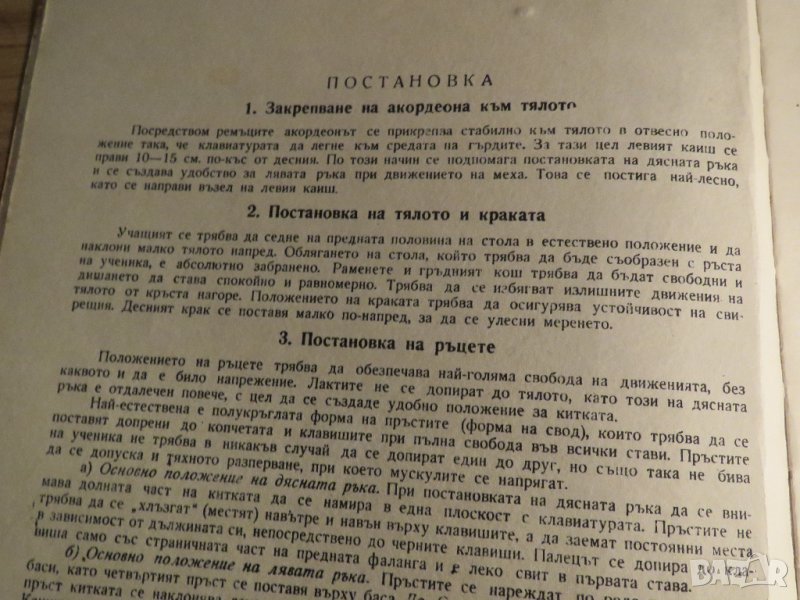 ПОСТАНОВКА
1. Закрепване на акордеона към тялото
Посредством ремъците акордеонът се прикрепва стабилно към тялото в отвесно поло-
жение така, че клавиатурата да легне към средата на гърдите. За тази цел левият каиш се
прави 10—15 см. по-къс от десния. По този начин се подпомага постановката на дясната ръка
и се създава удобство за лявата ръка при движението на меха. Това се постига най-лесно,
като се направи възел на левия каиш.
2. Постановка на тялото и краката
Учащият се трябва да седне на предната половина на стола в естествено положение и да
наклони малко тялото напред. Облягането на стола, който трябва да бъде съобразен с ръста
на ученика, е абсолютно забранено. Раменете и гръдният кош трябва да бъдат свободни и
дишането да става спокойно и равномерно. Трябва да се избягват излишните движения на
тялото от кръста нагоре. Положението на краката трябва да осигурява устойчивост на сви-
рещия. Десният крак се поставя малко по-напред, за да се улесни меренето.
3. Постановка на ръцете
Положението на ръцете трябва да обезпечава най-голяма свобода на движенията, без
каквото и да е било напрежение. Лактите не се допират до тялото, като този на дясната
ръка е отдалечен повече, с цел да се създаде удобно положение за китката.
Най-естествена е полукръглата форма на пръстите (форма на свод), които трябва да се
поставят допрени до копчетата и клавишите при пълна свобода във всички стави. Пръстите
на ученика не трябва в никакъв случай да се допират един до друг, но също така не бива
да се допуска и тяхното разперване, при което мускулите се напрягат.
а) Основно положение на дясната ръка. При постановката на дясната ръка да се вни-
мава долната част на китката да се намира в една плоскост с клавиатурата. Пръстите не
трябва да се „хлъзгат" (местят) навътре и навън върху клавишите, а да заемат постоянни места
в зависимост от дължината си, непосредствено до черните клавиши. Палецът се допира до кла-
виша само със страничната част на предната фаланга и е леко свит в първата става.
б) Основно положение на лявата ръка. Пръстите се нареждат по
баси, като четвъртият пръст се поставя върху баса
пръст китката се